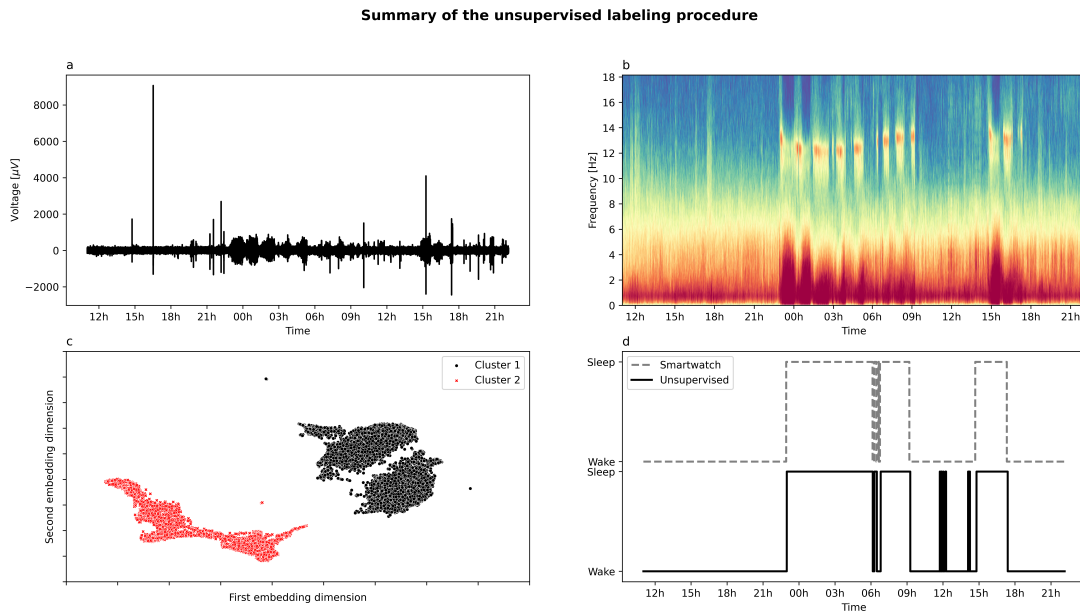 Summary of the unsupervised labeling procedure
a
8000
6000
4000
2000
0
−2000
Voltage [μV]
12h 15h 18h 21h 00h 03h 06h 09h 12h 15h 18h 21h
Time
b
18
16
14
12
10
8
6
4
2
0
Frequency [Hz]
12h 15h 18h 21h 00h 03h 06h 09h 12h 15h 18h 21h
Time
c
Cluster 1
Cluster 2
Second embedding dimension
First embedding dimension
d
Smartwatch
Unsupervised
Sleep
Wake
Sleep
Wake
12h 15h 18h 21h 00h 03h 06h 09h 12h 15h 18h 21h
Time